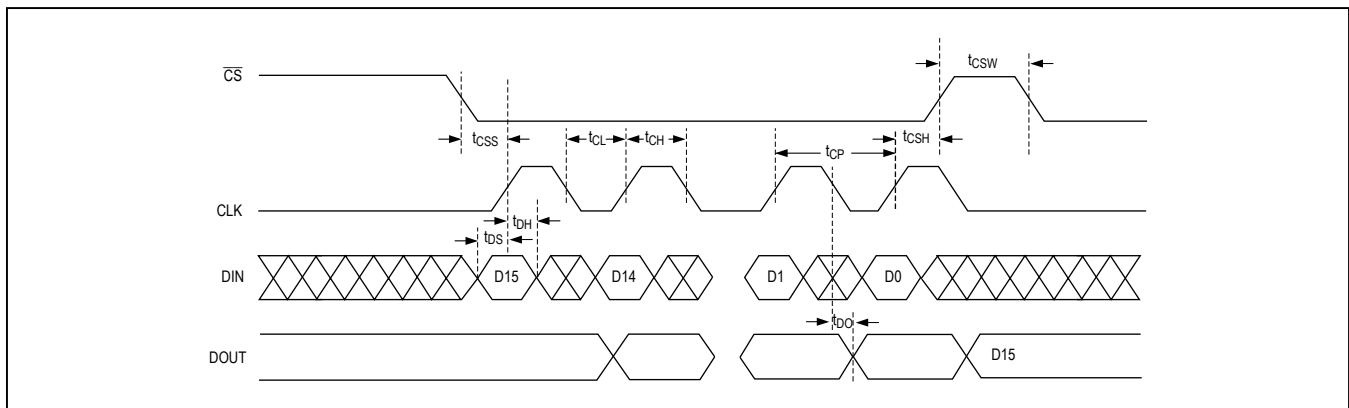 CS
tCSW
tCSS
tCL
tCH
tCP
tCSH
CLK
tDS
tDH
DIN
D15
D14
D1
D0
tDO
DOUT
D15